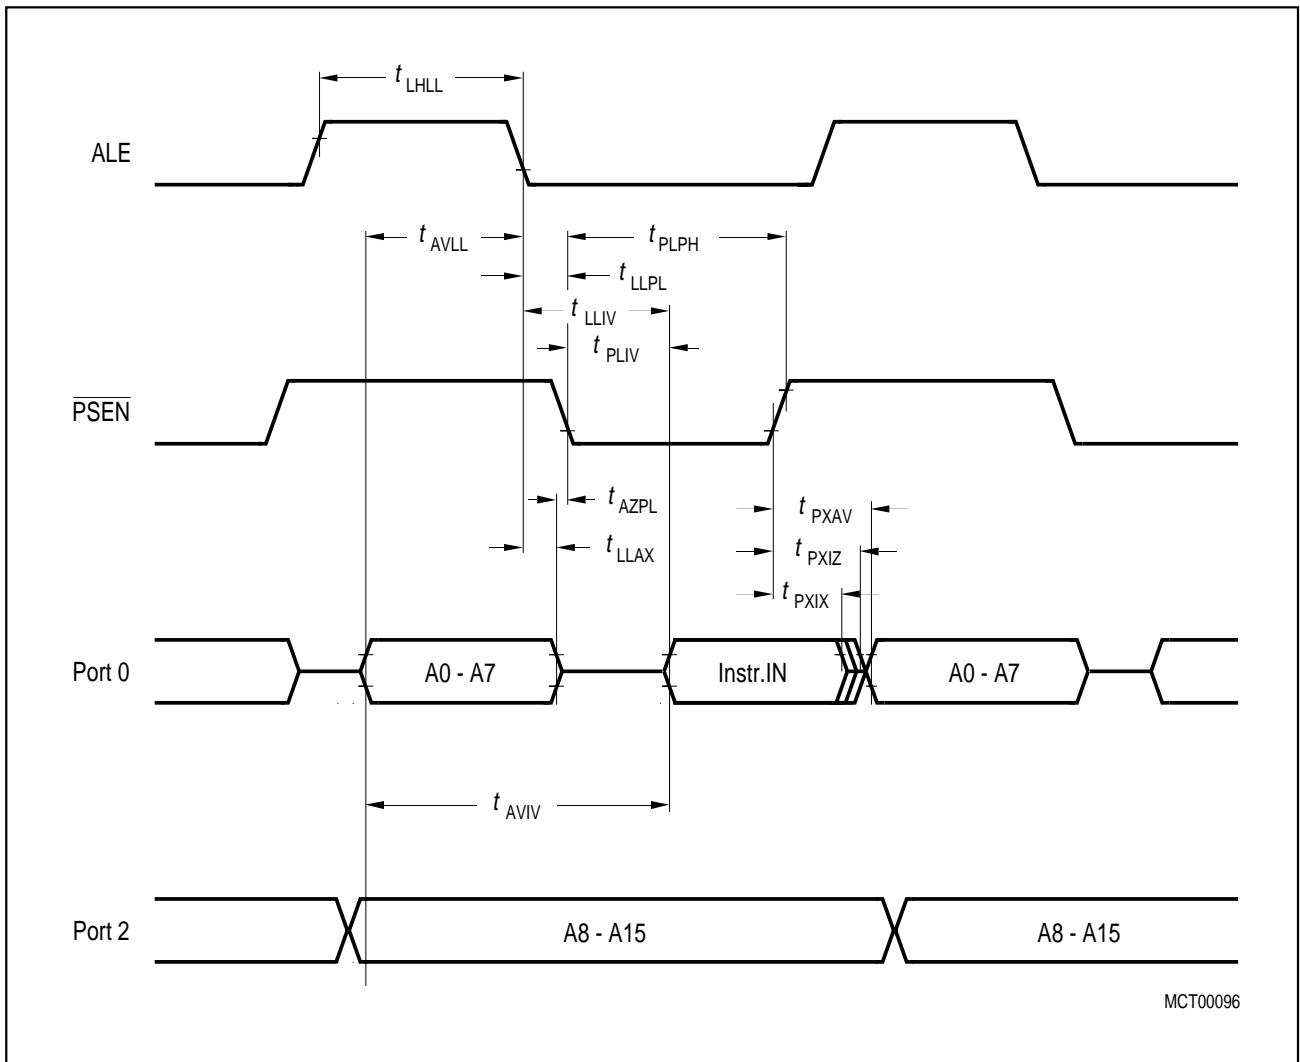 t LHLL
ALE
t AVLL t PLPH
t LLPL
t LLIV
t PLIV
PSEN
t AZPL
t PXAV
t LLAX t PXIZ
t PXIX
Port 0 A0 - A7 Instr.IN A0 - A7
t AVIV
Port 2 A8 - A15 A8 - A15
MCT00096